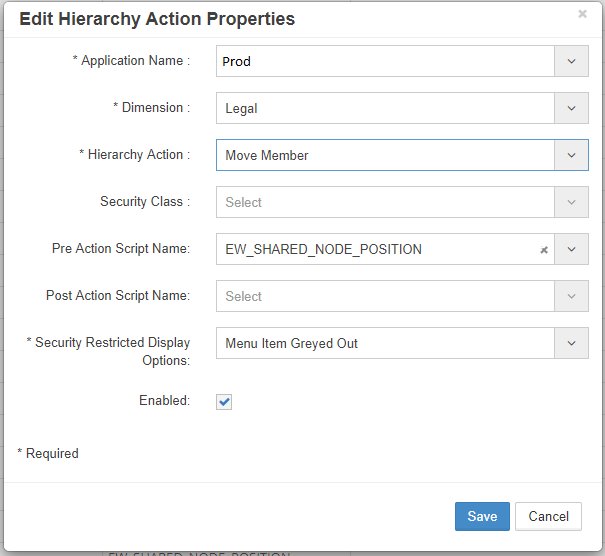 Edit Hierarchy Action Properties
* Application Name :
Prod
* Dimension :
Legal
* Hierarchy Action :
Move Member
Security Class :
Select
Pre Action Script Name:
EW_SHARED_NODE_POSITION
Post Action Script Name:
Select
* Security Restricted Display
Options:
Menu Item Greyed Out
Enabled:
* Required
Save
Cancel
EW_SHARED_NODE_POSITION